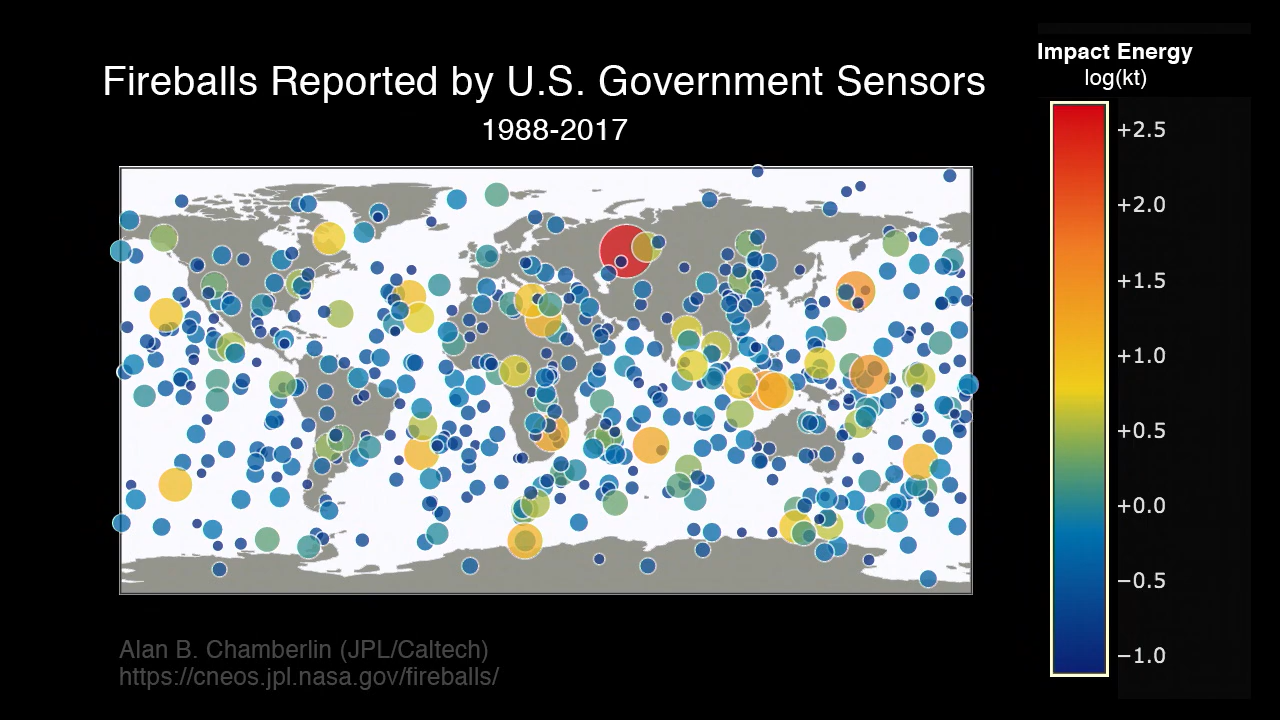 Fireballs Reported by U.S. Government Sensors
1988-2017
Impact Energy
log(kt)
+2.5
+2.0
+1.5
+1.0
+0.5
+0.0
−0.5
−1.0
Alan B. Chamberlin (JPL/Caltech)
https://cneos.jpl.nasa.gov/fireballs/